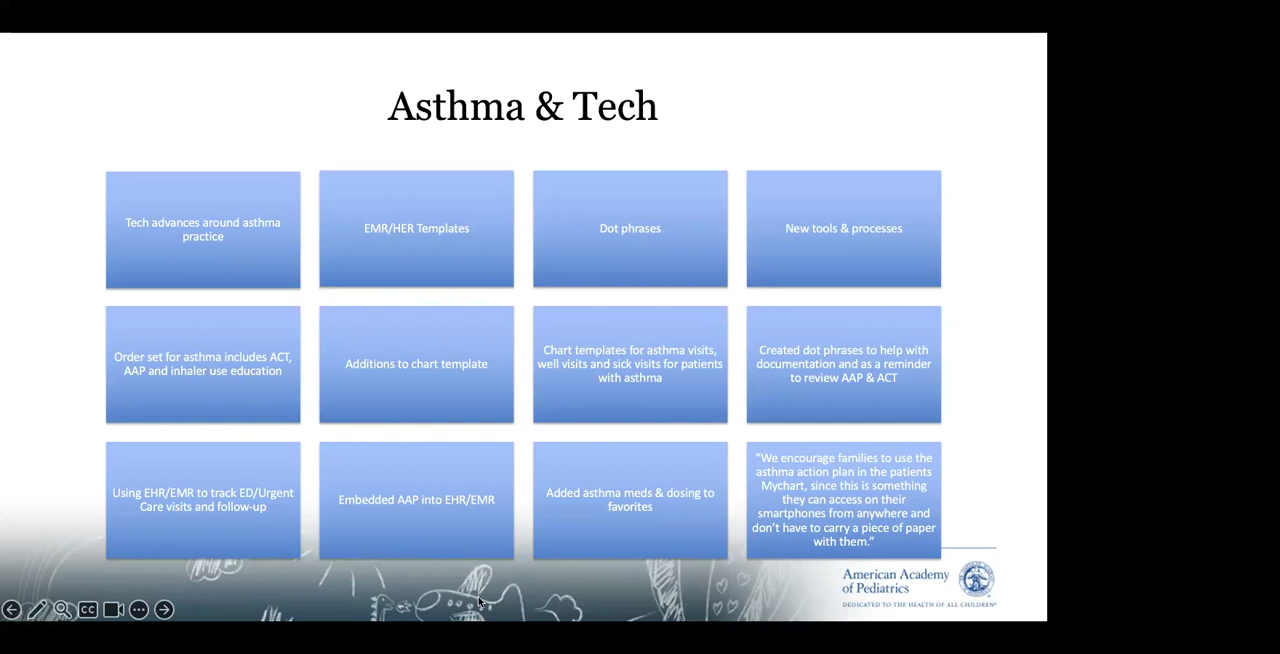 Asthma & Tech
Tech advances around asthma
practice
EMR/HER Templates
Dot phrases
New tools & processes
Order set for asthma includes ACT,
AAP and inhaler use education
Additions to chart template
Chart templates for asthma visits,
well visits and sick visits for patients
with asthma
Created dot phrases to help with
documentation and as a reminder
to review AAP & ACT
Using EHR/EMR to track ED/Urgent
Care visits and follow-up
Embedded AAP into EHR/EMR
Added asthma meds & dosing to
favorites
“We encourage families to use the
asthma action plan in the patients
Mychart, since this is something
they can access on their
smartphones from anywhere and
don’t have to carry a piece of paper
with them.”
American Academy
of Pediatrics
DEDICATED TO THE HEALTH OF ALL CHILDREN®
CC